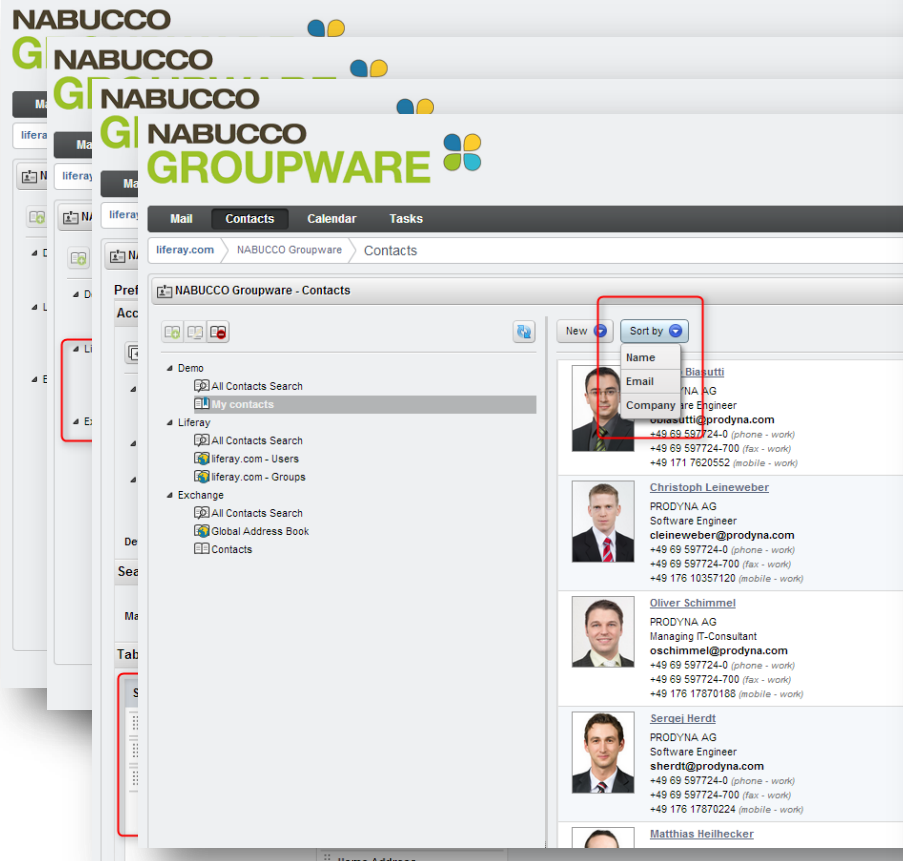 NABUCCO
NABUCCO
NABUCCO
NABUCCO
GROUPWARE
Mail Contacts Calendar Tasks
liferay.com NABUCCO Groupware Contacts
NABUCCO Groupware - Contacts
New Sort by
Name
Email
Company
Demo
All Contacts Search
My contacts
Liferay
All Contacts Search
liferay.com - Users
liferay.com - Groups
Exchange
All Contacts Search
Global Address Book
Contacts
Biasutti
obiasutti@prodyna.com
+49 69 597724-0 (phone - work)
+49 69 597724-700 (fax - work)
+49 171 7620552 (mobile - work)
Christoph Leineweber
PRODYNA AG
Software Engineer
cleineweber@prodyna.com
+49 69 597724-0 (phone - work)
+49 69 597724-700 (fax - work)
+49 176 10357120 (mobile - work)
Oliver Schimmel
PRODYNA AG
Managing IT-Consultant
oschimmel@prodyna.com
+49 69 597724-0 (phone - work)
+49 69 597724-700 (fax - work)
+49 176 17870188 (mobile - work)
Sergej Herdt
PRODYNA AG
Software Engineer
sherdt@prodyna.com
+49 69 597724-0 (phone - work)
+49 69 597724-700 (fax - work)
+49 176 17870224 (mobile - work)
Matthias Heilhecker
Home Address